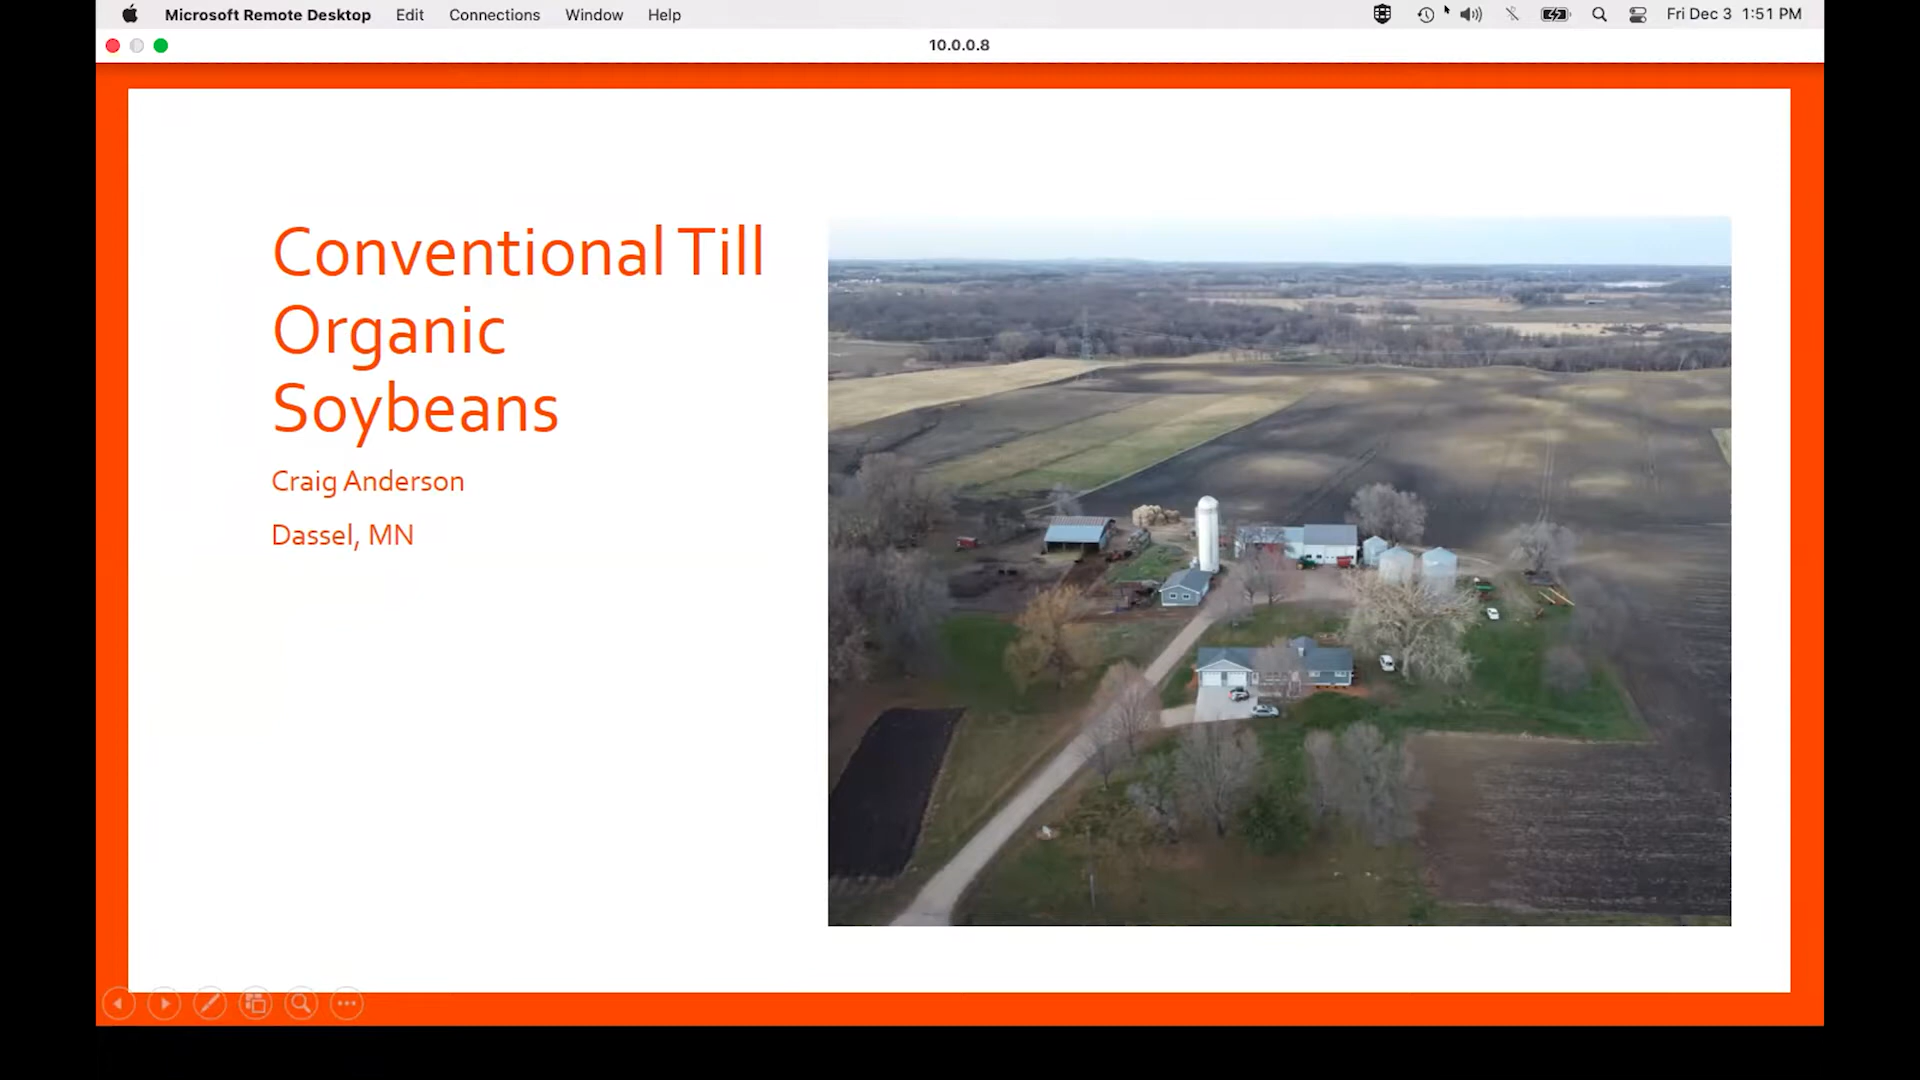 Microsoft Remote Desktop Edit Connections Window Help Fri Dec 3 1:51 PM
10.0.0.8
Conventional Till
Organic
Soybeans
Craig Anderson
Dassel, MN